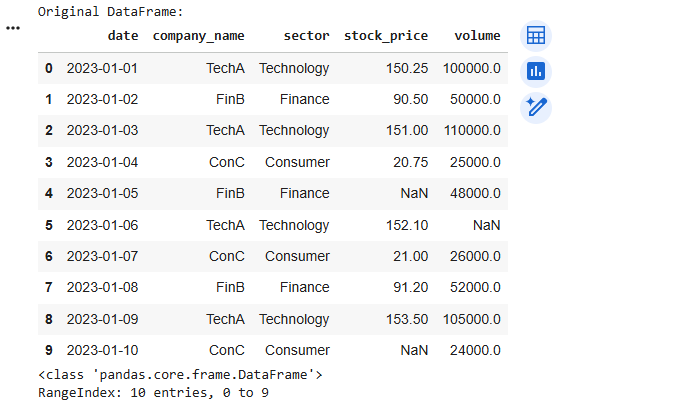 Original DataFrame:
date company_name sector stock_price volume
0 2023-01-01 TechA Technology 150.25 100000.0
1 2023-01-02 FinB Finance 90.50 50000.0
2 2023-01-03 TechA Technology 151.00 110000.0
3 2023-01-04 ConC Consumer 20.75 25000.0
4 2023-01-05 FinB Finance NaN 48000.0
5 2023-01-06 TechA Technology 152.10 NaN
6 2023-01-07 ConC Consumer 21.00 26000.0
7 2023-01-08 FinB Finance 91.20 52000.0
8 2023-01-09 TechA Technology 153.50 105000.0
9 2023-01-10 ConC Consumer NaN 24000.0
<class 'pandas.core.frame.DataFrame'>
RangeIndex: 10 entries, 0 to 9